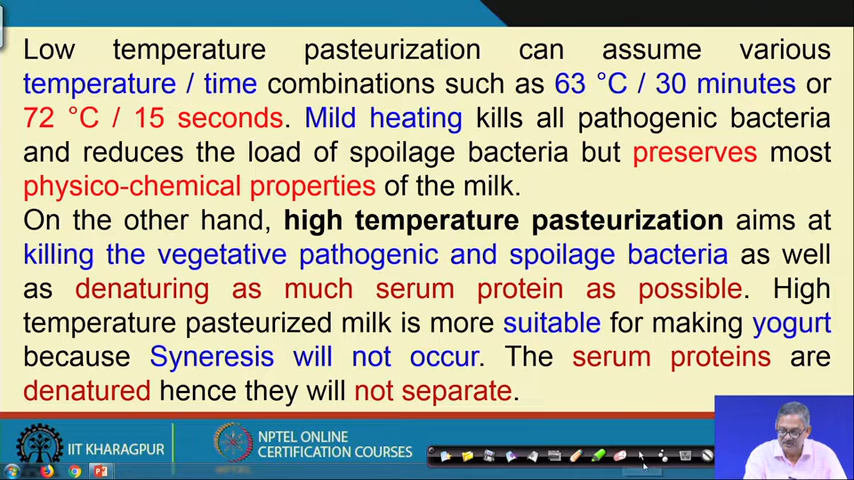 Low temperature pasteurization can assume various
temperature / time combinations such as 63 °C / 30 minutes or
72 °C / 15 seconds. Mild heating kills all pathogenic bacteria
and reduces the load of spoilage bacteria but preserves most
physico-chemical properties of the milk.
On the other hand, high temperature pasteurization aims at
killing the vegetative pathogenic and spoilage bacteria as well
as denaturing as much serum protein as possible. High
temperature pasteurized milk is more suitable for making yogurt
because Syneresis will not occur. The serum proteins are
denatured hence they will not separate.
IIT KHARAGPUR
NPTEL ONLINE
CERTIFICATION COURSES